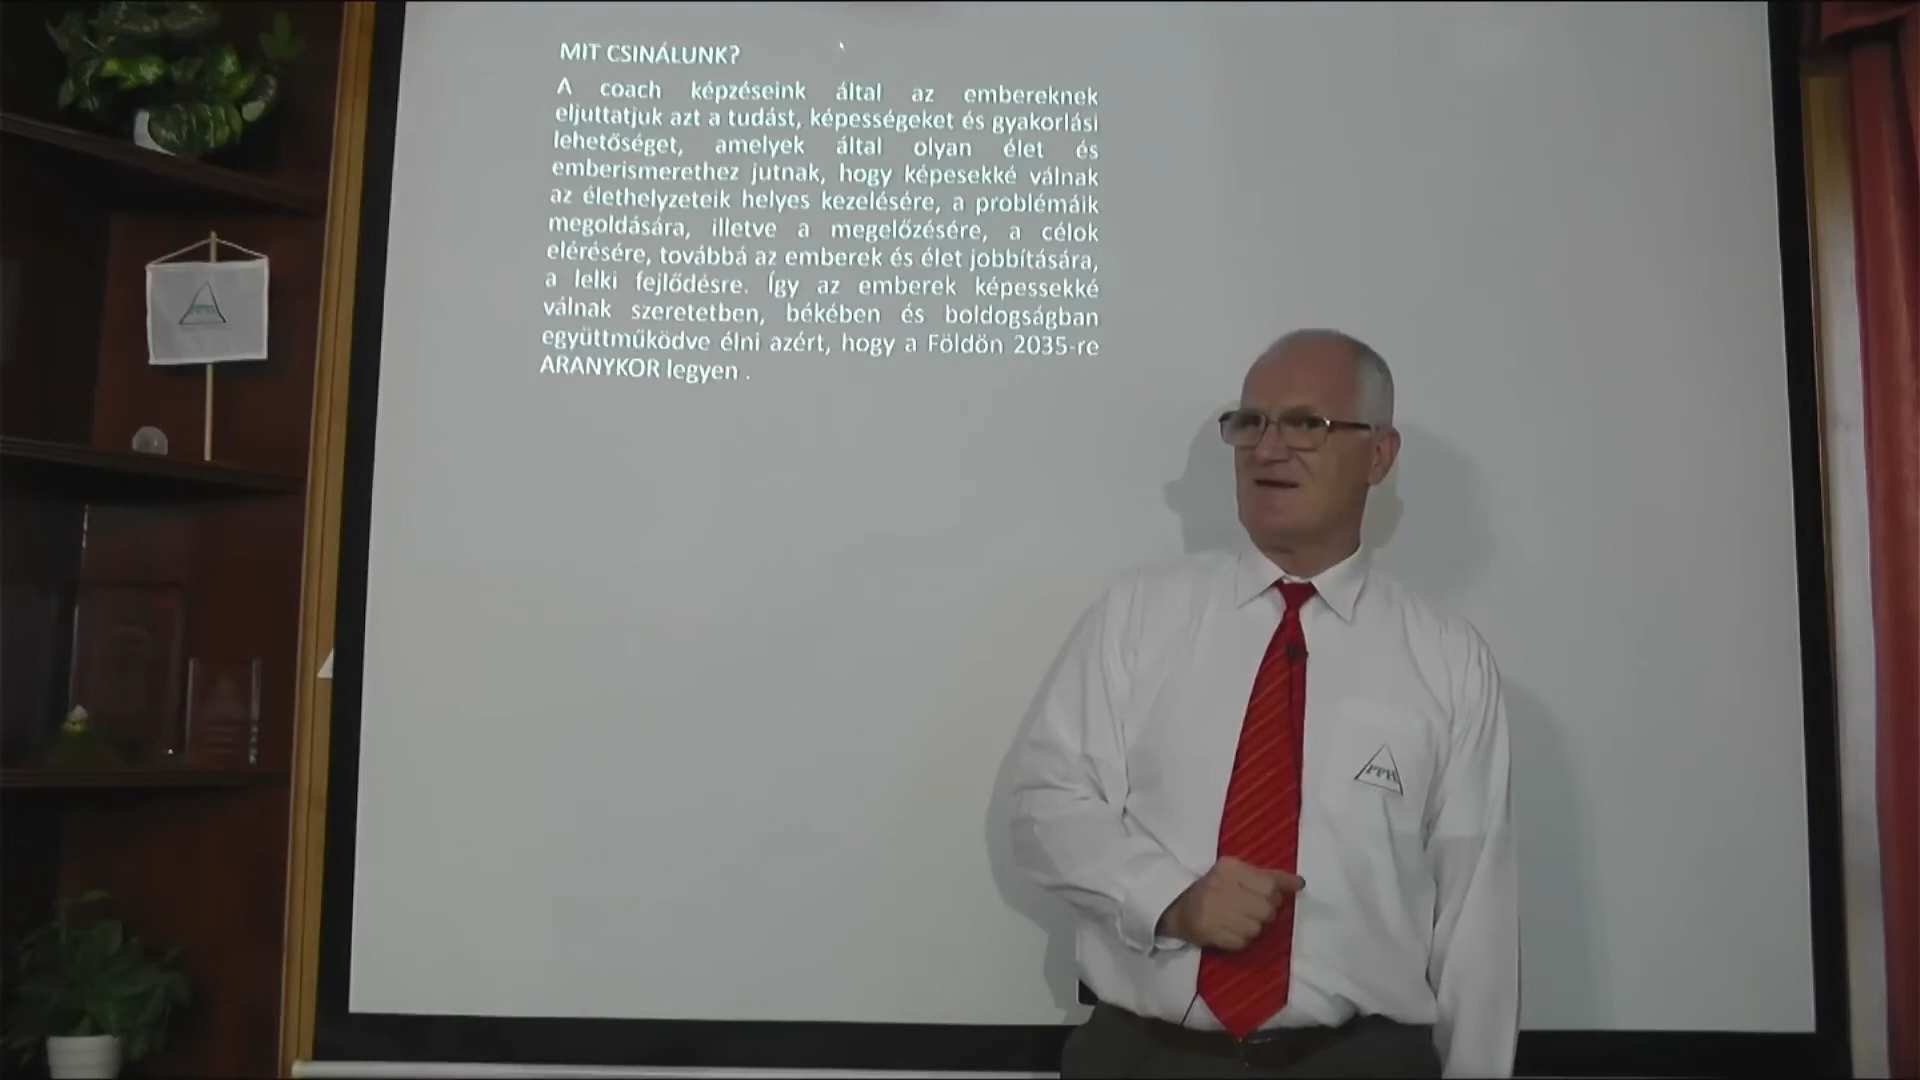 MIT CSINÁLUNK?
A coach képzéseink által az embereknek
eljuttatjuk azt a tudást, képességeket és gyakorlási
lehetőséget, amelyek által olyan élet és
emberismerethez jutnak, hogy képesekké válnak
az élethelyzeteik helyes kezelésére, a problémáik
megoldására, illetve a megelőzésére, a célok
elérésére, továbbá az emberek és élet jobbítására,
a lelki fejlődésre. Így az emberek képessekké
válnak szeretetben, békében és boldogságban
együttműködve élni azért, hogy a Földön 2035-re
ARANYKOR legyen .